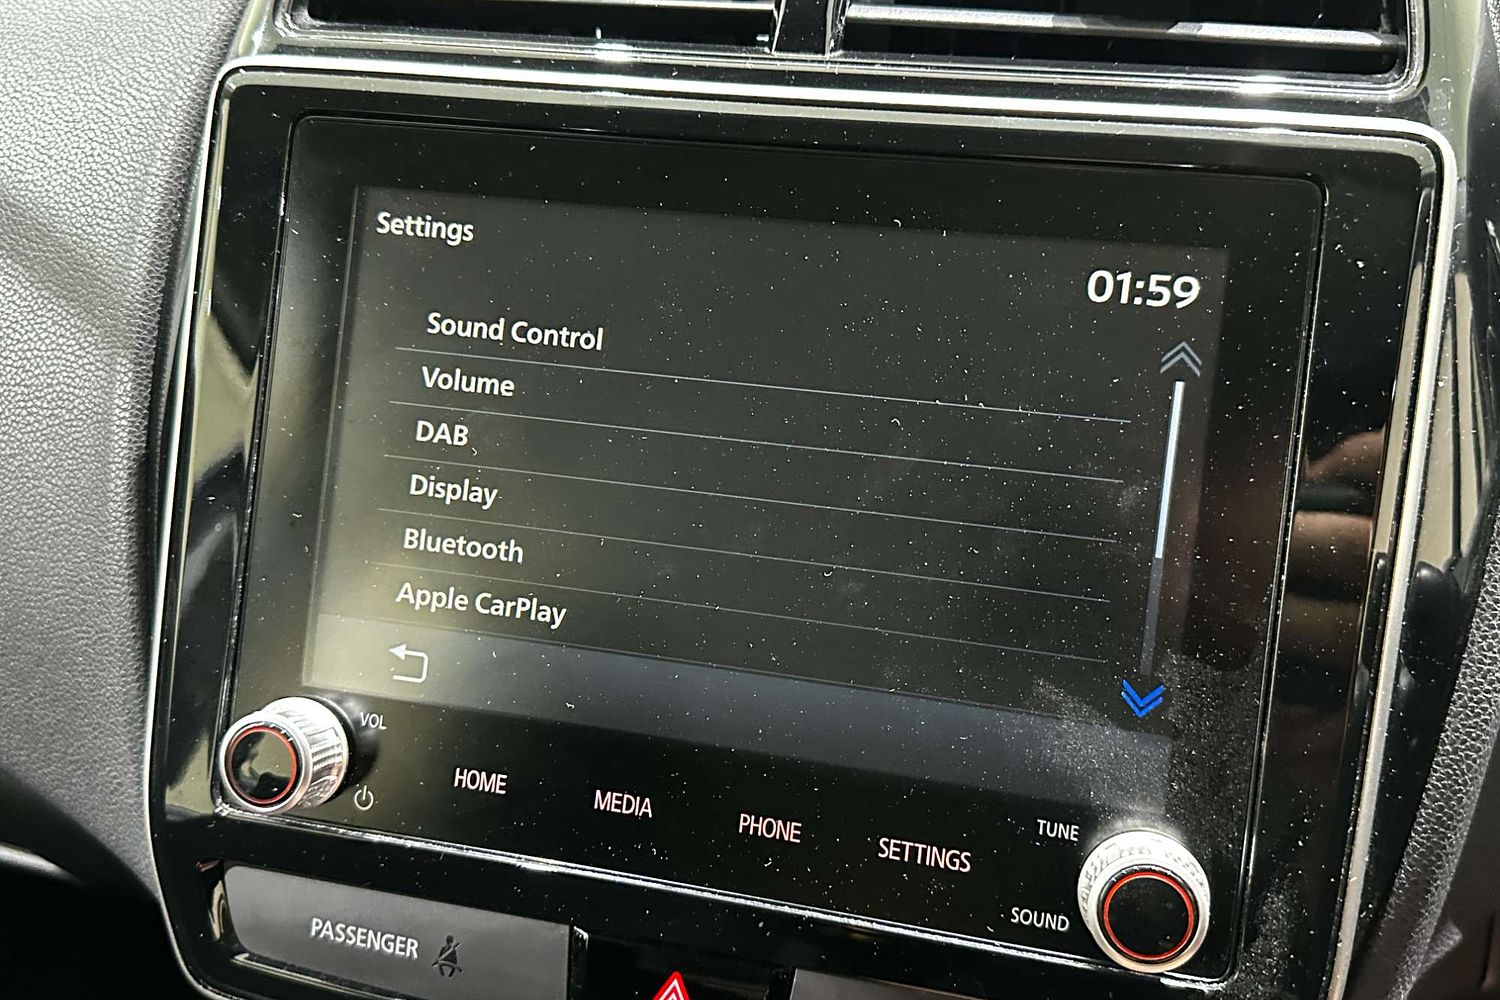 Settings
01:59
Sound Control
Volume
DAB
Display
Bluetooth
Apple CarPlay
VOL
HOME
MEDIA
PHONE
SETTINGS
TUNE
SOUND
PASSENGER